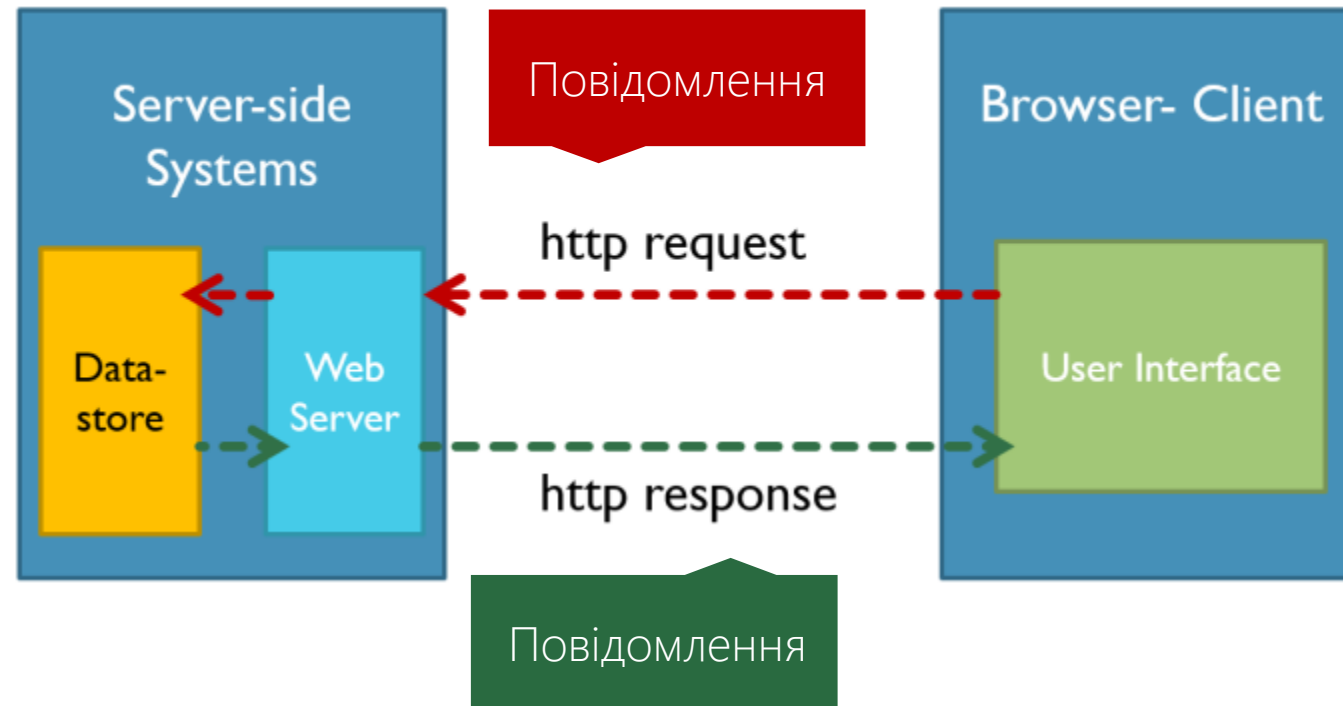 Повідомлення
Server-side
Systems
Browser- Client
http request
Data-
store
Web
Server
User Interface
http response
Повідомлення